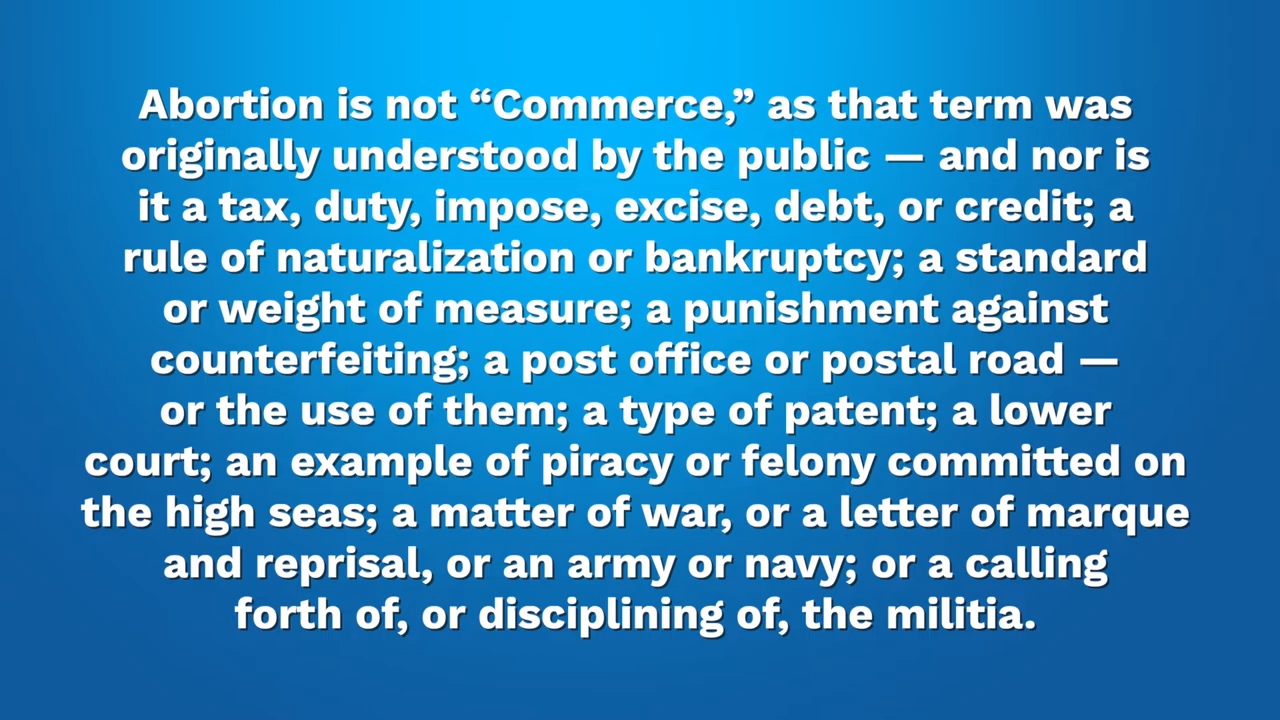 Abortion is not “Commerce,” as that term was
originally understood by the public — and nor is
it a tax, duty, impose, excise, debt, or credit; a
rule of naturalization or bankruptcy; a standard
or weight of measure; a punishment against
counterfeiting; a post office or postal road —
or the use of them; a type of patent; a lower
court; an example of piracy or felony committed on
the high seas; a matter of war, or a letter of marque
and reprisal, or an army or navy; or a calling
forth of, or disciplining of, the militia.